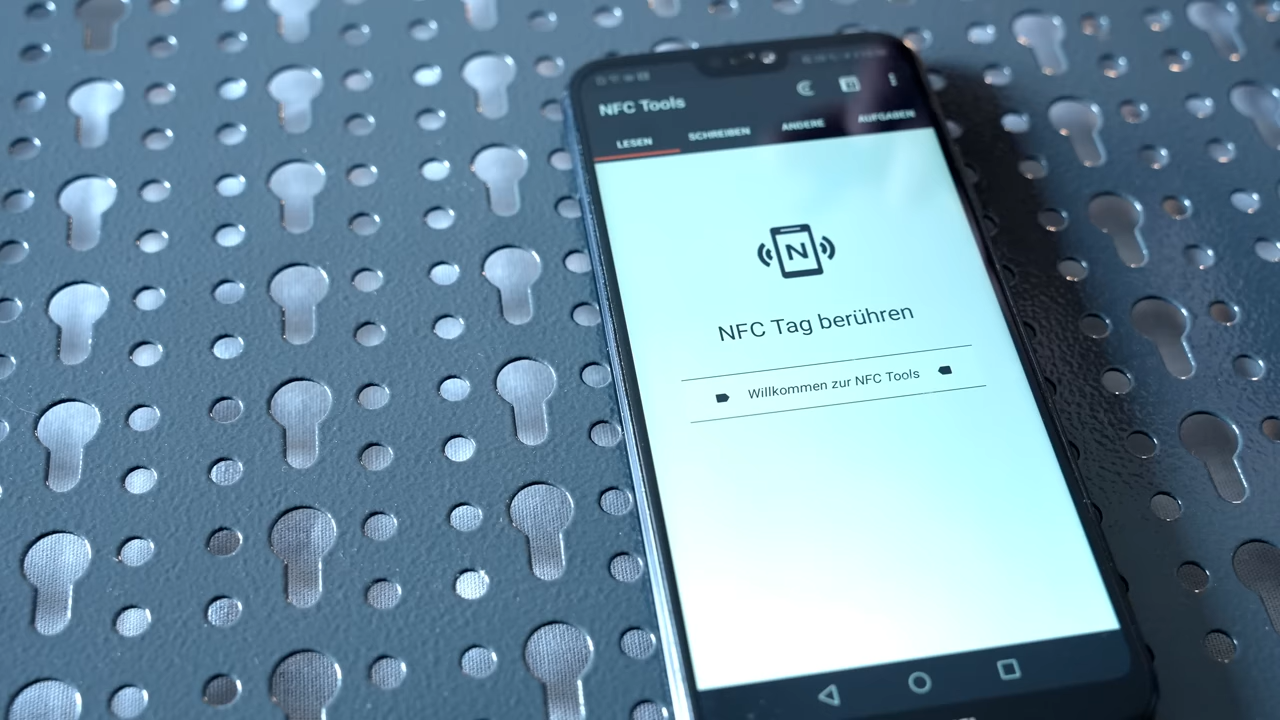 NFC Tools
LESEN SCHREIBEN ANDERE AUFGABEN
N
NFC Tag berühren
Willkommen zur NFC Tools